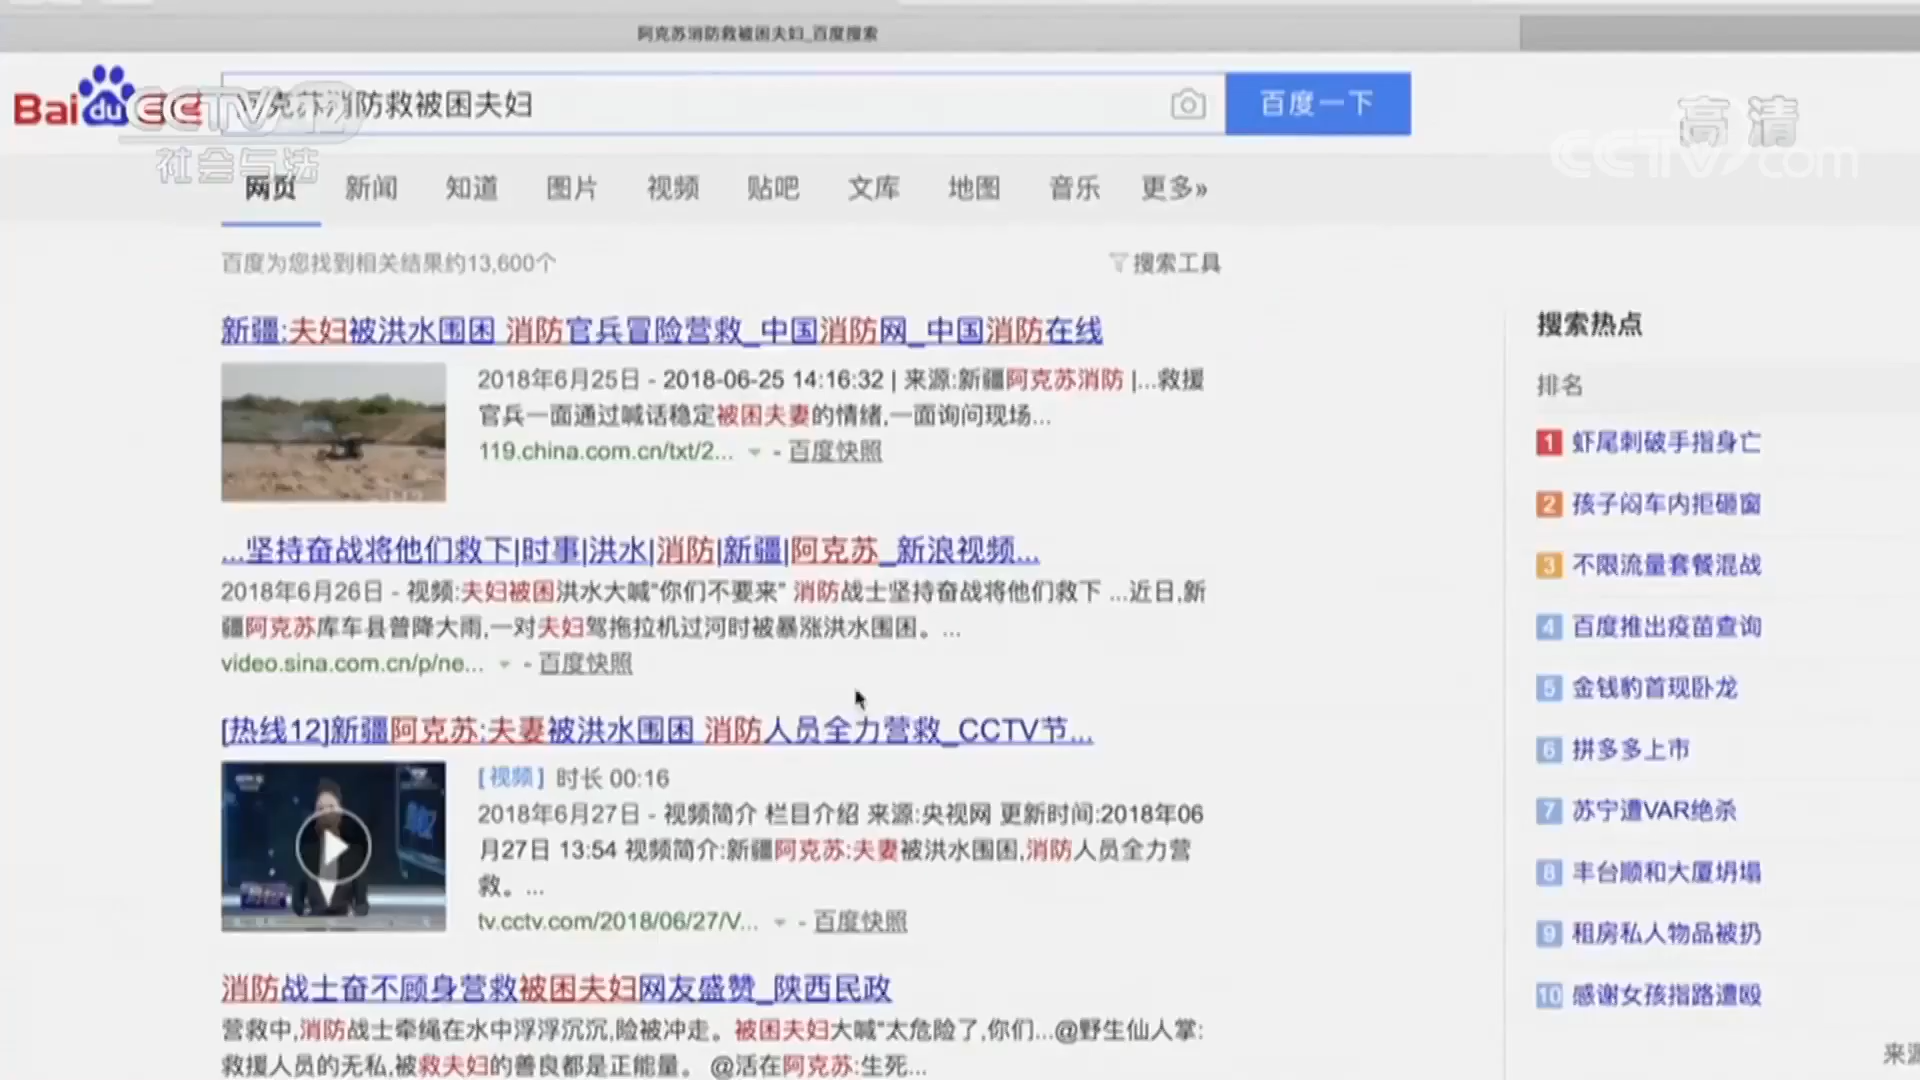 阿克苏消防救被困夫妇_百度搜索
Bai du
克苏消防救被困夫妇
百度一下
CCTV 12
社会与法
高清
CCTV.com
网页 新闻 知道 图片 视频 贴吧 文库 地图 音乐 更多»
百度为您找到相关结果约13,600个
搜索工具
新疆:夫妇被洪水围困 消防官兵冒险营救_中国消防网_中国消防在线
2018年6月25日 - 2018-06-25 14:16:32 | 来源:新疆阿克苏消防 |...救援
官兵一面通过喊话稳定被困夫妻的情绪,一面询问现场...
119.china.com.cn/txt/2... - 百度快照
...坚持奋战将他们救下|时事|洪水|消防|新疆|阿克苏_新浪视频...
2018年6月26日 - 视频:夫妇被困洪水大喊“你们不要来” 消防战士坚持奋战将他们救下 ...近日,新
疆阿克苏库车县普降大雨,一对夫妇驾拖拉机过河时被暴涨洪水围困。...
video.sina.com.cn/p/ne... - 百度快照
[热线12]新疆阿克苏:夫妻被洪水围困 消防人员全力营救_CCTV节...
[视频] 时长 00:16
2018年6月27日 - 视频简介 栏目介绍 来源:央视网 更新时间:2018年06
月27日 13:54 视频简介:新疆阿克苏:夫妻被洪水围困,消防人员全力营
救。...
tv.cctv.com/2018/06/27/V... - 百度快照
消防战士奋不顾身营救被困夫妇网友盛赞_陕西民政
营救中,消防战士牵绳在水中浮浮沉沉,险被冲走。被困夫妇大喊“太危险了,你们...@野生仙人掌:
救援人员的无私,被救夫妇的善良都是正能量。 @活在阿克苏:生死...
搜索热点
排名
1 虾尾刺破手指身亡
2 孩子闷车内拒砸窗
3 不限流量套餐混战
4 百度推出疫苗查询
5 金钱豹首现卧龙
6 拼多多上市
7 苏宁遭VAR绝杀
8 丰台顺和大厦坍塌
9 租房私人物品被扔
10 感谢女孩指路遭殴
来源